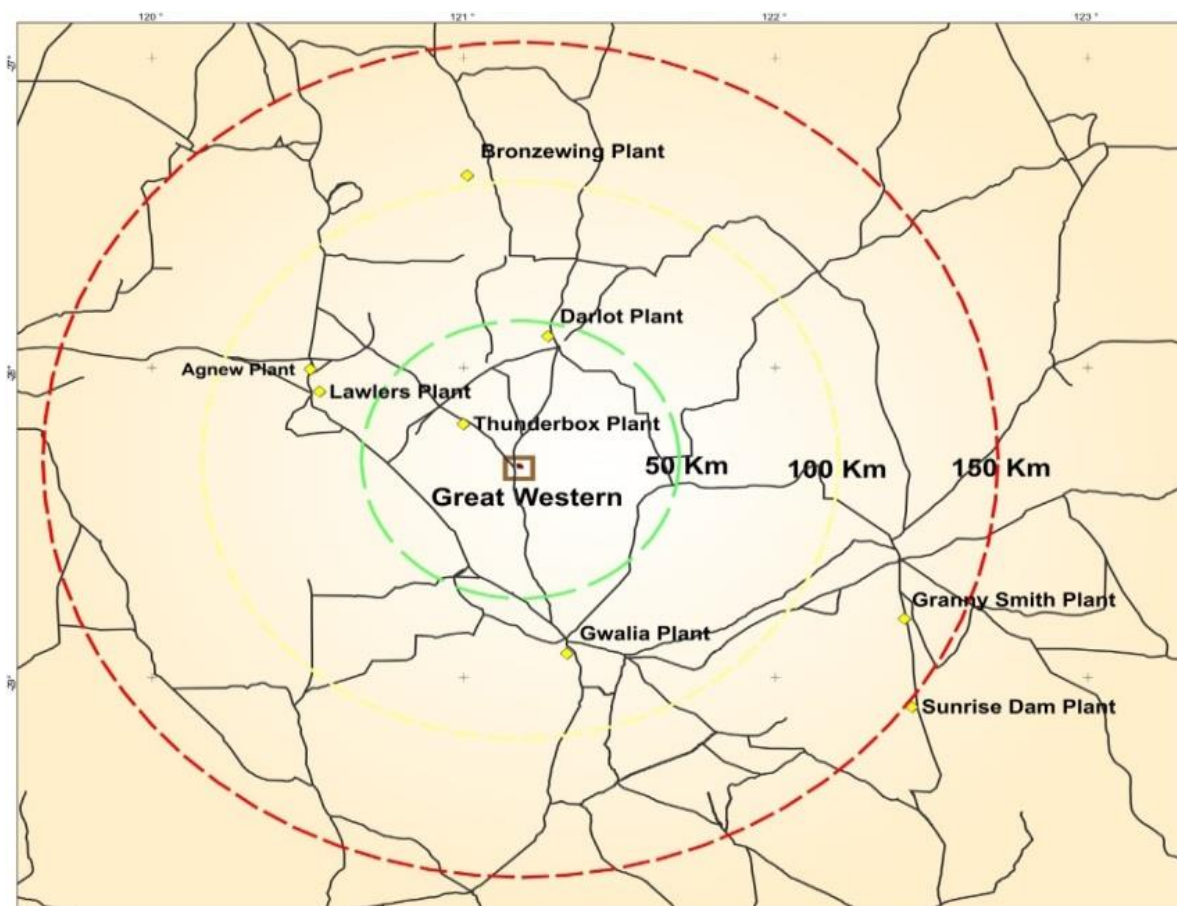 120 °
121 °
122 °
123 °
Bronzewing Plant
Darlot Plant
Agnew Plant
Lawlers Plant
Thunderbox Plant
50 Km
100 Km
150 Km
Great Western
Granny Smith Plant
Gwalia Plant
Sunrise Dam Plant